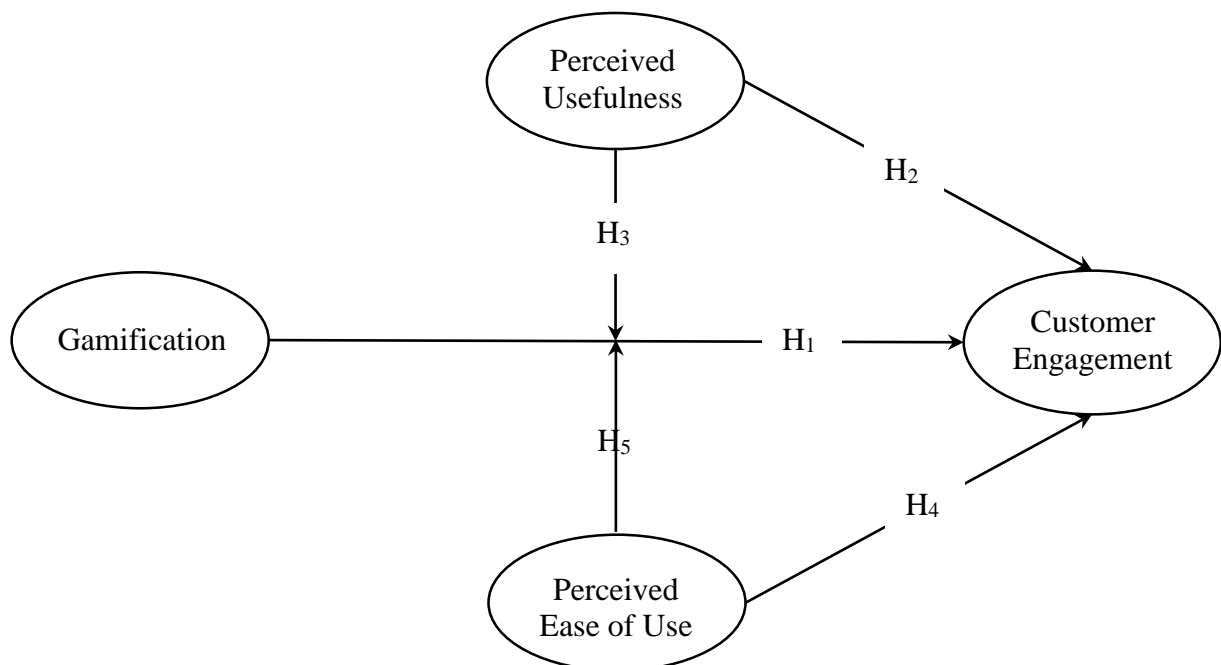 Perceived
Usefulness
H₂
H₃
Gamification
H₁
Customer
Engagement
H₅
H₄
Perceived
Ease of Use